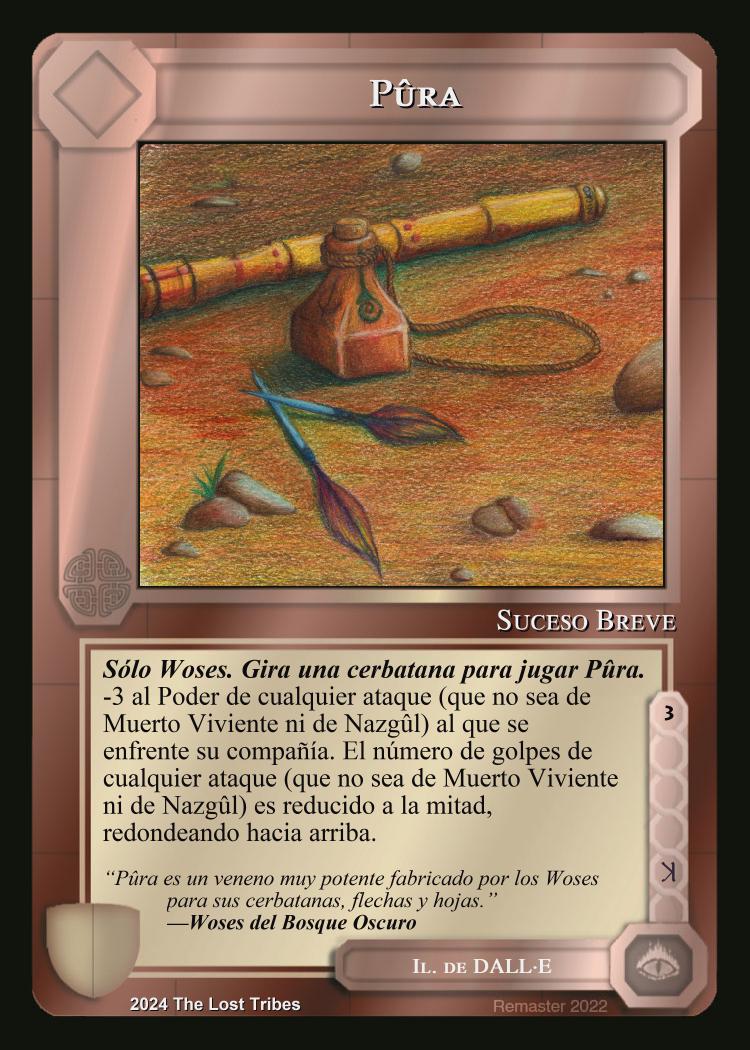 Pûra
Suceso Breve
Sólo Woses. Gira una cerbatana para jugar Pûra.
-3 al Poder de cualquier ataque (que no sea de
Muerto Viviente ni de Nazgûl) al que se
enfrente su compañía. El número de golpes de
cualquier ataque (que no sea de Muerto Viviente
ni de Nazgûl) es reducido a la mitad,
redondeando hacia arriba.
3
“Pûra es un veneno muy potente fabricado por los Woses
para sus cerbatanas, flechas y hojas.”
—Woses del Bosque Oscuro
Il. de DALL·E
2024 The Lost Tribes
Remaster 2022